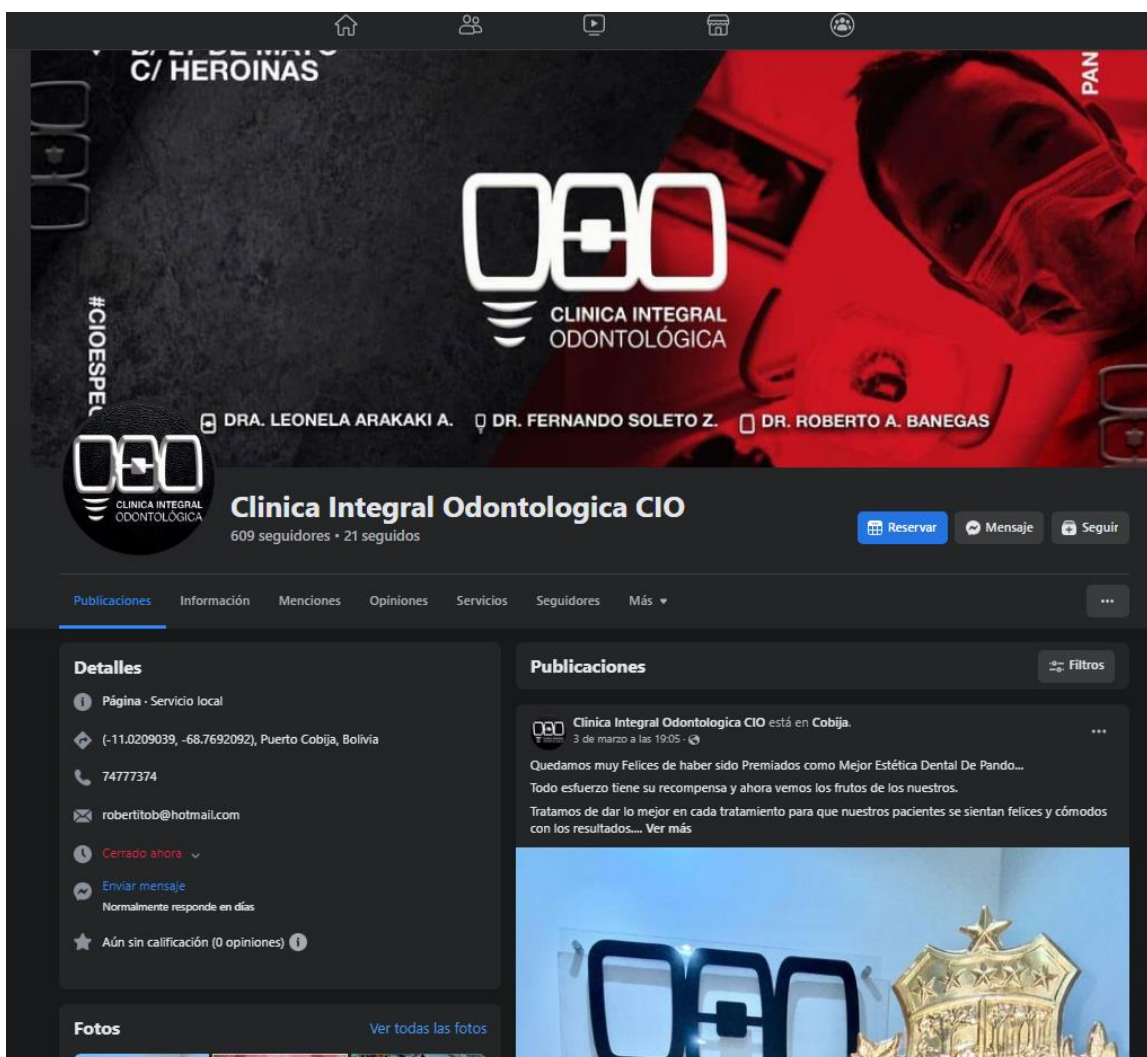 C/ HEROINAS
PAN
#CIOESPEC
CLINICA INTEGRAL
ODONTOLÓGICA
DRA. LEONELA ARAKAKI A. DR. FERNANDO SOLETO Z. DR. ROBERTO A. BANEGAS
CLINICA INTEGRAL
ODONTOLÓGICA
Clinica Integral Odontologica CIO
609 seguidores • 21 seguidos
Reservar
Mensaje
Seguir
Publicaciones Información Menciones Opiniones Servicios Seguidores Más
Detalles
Página · Servicio local
(-11.0209039, -68.7692092), Puerto Cobija, Bolivia
74777374
robertitob@hotmail.com
Cerrado ahora
Enviar mensaje
Normalmente responde en días
Aún sin calificación (0 opiniones)
Fotos
Ver todas las fotos
Publicaciones
Filtros
Clinica Integral Odontologica CIO está en Cobija.
3 de marzo a las 19:05 ·
Quedamos muy Felices de haber sido Premiados como Mejor Estética Dental De Pando...
Todo esfuerzo tiene su recompensa y ahora vemos los frutos de los nuestros.
Tratamos de dar lo mejor en cada tratamiento para que nuestros pacientes se sientan felices y cómodos
con los resultados.... Ver más